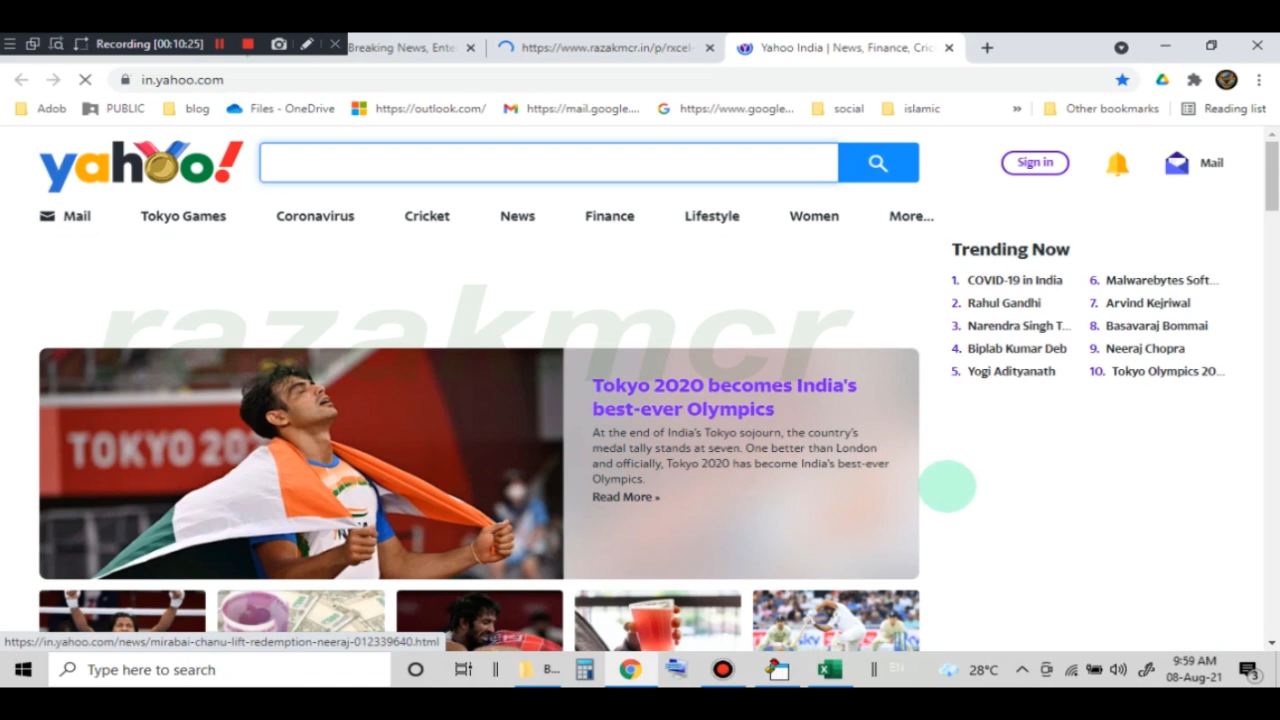 Recording [00:10:25]
Breaking News, Ente
https://www.razakmcr.in/p/rxcel-
Yahoo India | News, Finance, Cric
in.yahoo.com
Adob
PUBLIC
blog
Files - OneDrive
https://outlook.com/
https://mail.google....
https://www.google...
social
islamic
»
Other bookmarks
Reading list
yahoo!
Sign in
Mail
Mail
Tokyo Games
Coronavirus
Cricket
News
Finance
Lifestyle
Women
More...
Trending Now
1. COVID-19 in India
2. Rahul Gandhi
3. Narendra Singh T...
4. Biplab Kumar Deb
5. Yogi Adityanath
6. Malwarebytes Soft...
7. Arvind Kejriwal
8. Basavaraj Bommai
9. Neeraj Chopra
10. Tokyo Olympics 20...
razakmcr
TOKYO 202
Tokyo 2020 becomes India's
best-ever Olympics
At the end of India's Tokyo sojourn, the country's
medal tally stands at seven. One better than London
and officially, Tokyo 2020 has become India's best-ever
Olympics.
Read More »
sky
https://in.yahoo.com/news/mirabai-chanu-lift-redemption-neeraj-012339640.html
Type here to search
B...
EN
28°C
9:59 AM
08-Aug-21
3